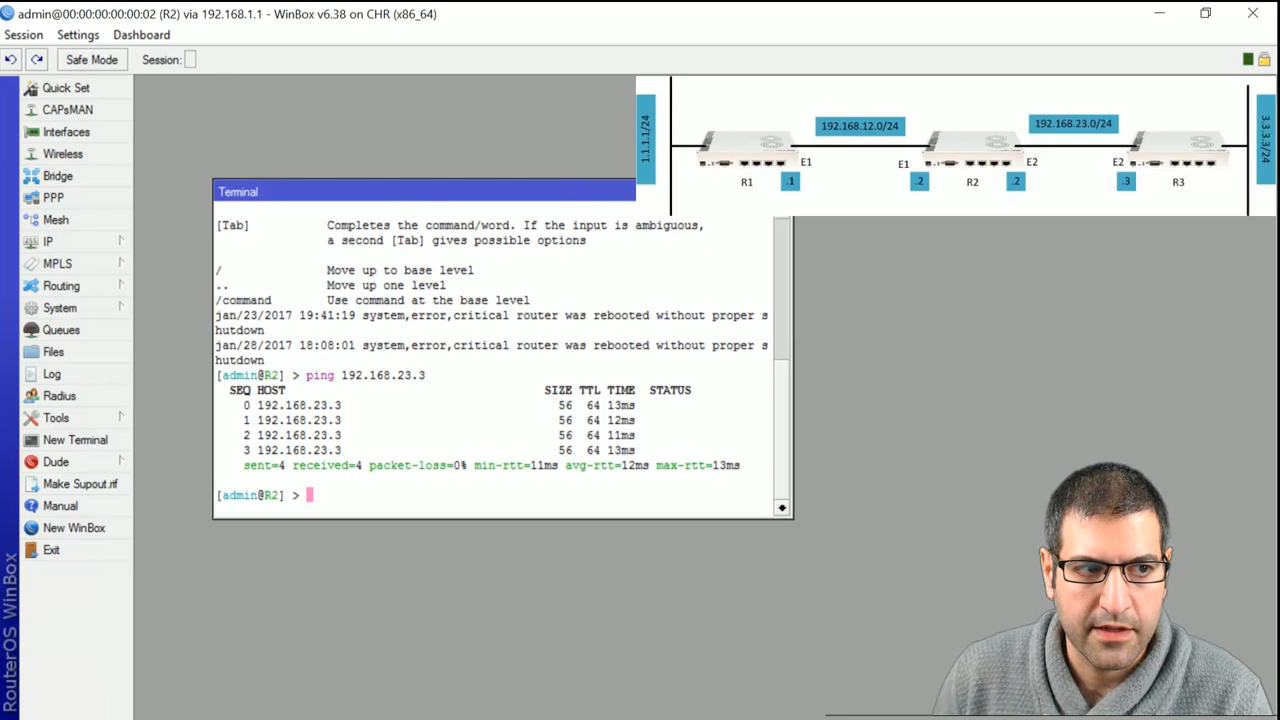 admin@00:00:00:00:00:02 (R2) via 192.168.1.1 - WinBox v6.38 on CHR (x86_64)
Session Settings Dashboard
Safe Mode Session:
Quick Set
CAPsMAN
Interfaces
Wireless
Bridge
PPP
Mesh
IP
MPLS
Routing
System
Queues
Files
Log
Radius
Tools
New Terminal
Dude
Make Supout.rif
Manual
New WinBox
Exit
RouterOS WinBox
1.1.1.1/24
192.168.12.0/24
192.168.23.0/24
3.3.3.3/24
E1
E1
E2
E2
R1
.1
.2
R2
.2
.3
R3
Terminal
[Tab] Completes the command/word. If the input is ambiguous,
a second [Tab] gives possible options
/ Move up to base level
.. Move up one level
/command Use command at the base level
jan/23/2017 19:41:19 system,error,critical router was rebooted without proper s
hutdown
jan/28/2017 18:08:01 system,error,critical router was rebooted without proper s
hutdown
[admin@R2] > ping 192.168.23.3
SEQ HOST SIZE TTL TIME STATUS
0 192.168.23.3 56 64 13ms
1 192.168.23.3 56 64 12ms
2 192.168.23.3 56 64 11ms
3 192.168.23.3 56 64 13ms
sent=4 received=4 packet-loss=0% min-rtt=11ms avg-rtt=12ms max-rtt=13ms
[admin@R2] >